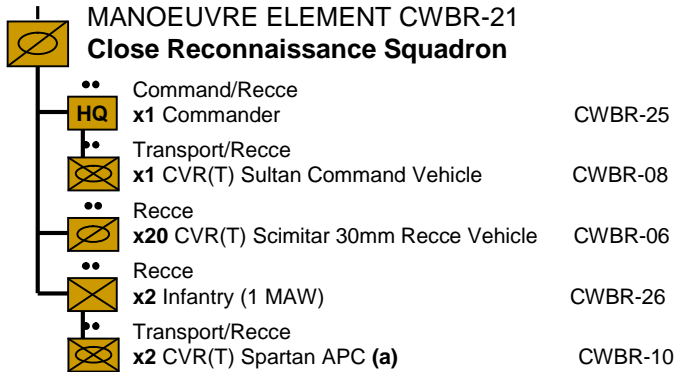 MANOEUVRE ELEMENT CWBR-21
Close Reconnaissance Squadron
Command/Recce
HQ x1 Commander CWBR-25
Transport/Recce
x1 CVR(T) Sultan Command Vehicle CWBR-08
Recce
x20 CVR(T) Scimitar 30mm Recce Vehicle CWBR-06
Recce
x2 Infantry (1 MAW) CWBR-26
Transport/Recce
x2 CVR(T) Spartan APC (a) CWBR-10